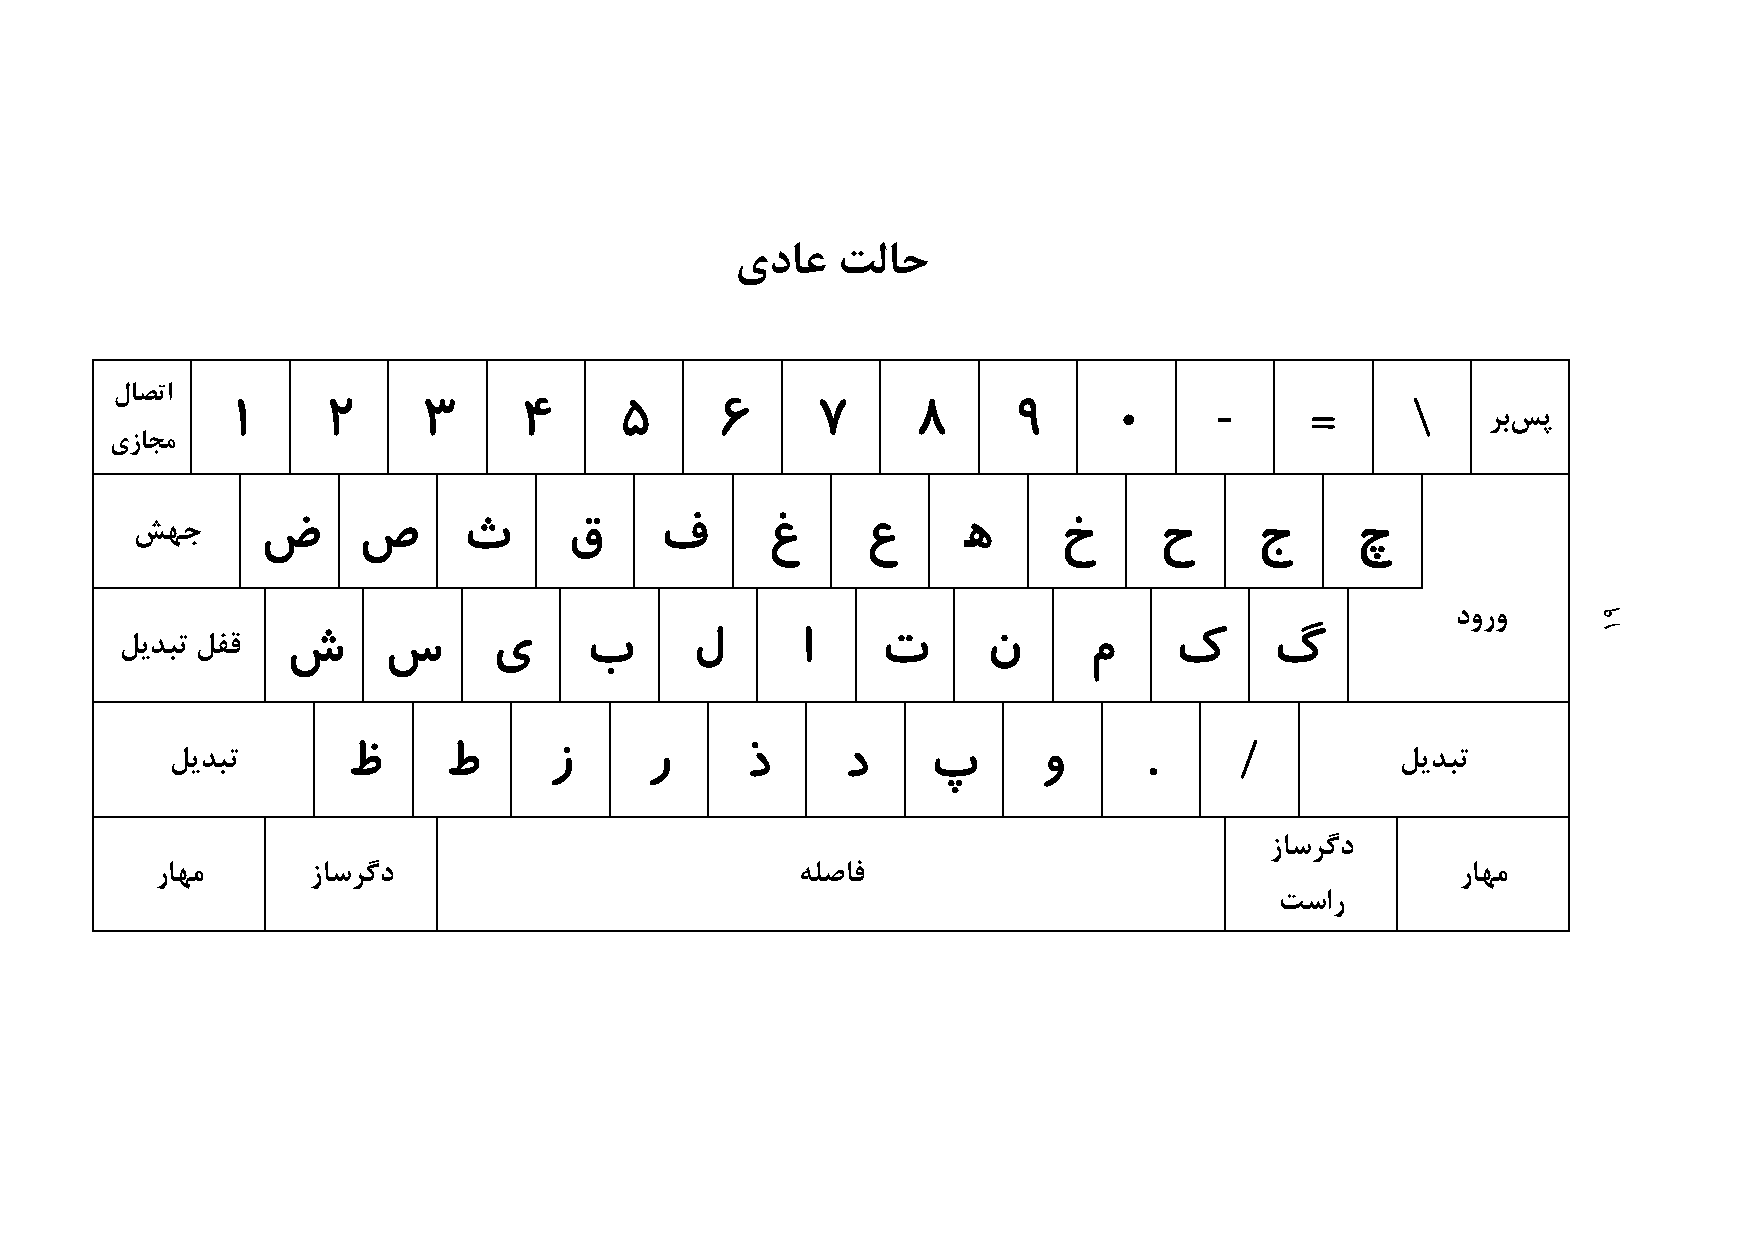 حالت عادی
اتصال
مجازی
۱ ۲ ۳ ۴ ۵ ۶ ۷ ۸ ۹ ۰ - = \ پس‌بر
جهش ض ص ث ق ف غ ع ه خ ح ج چ
ورود
قفل تبدیل ش س ی ب ل ا ت ن م ک گ
تبدیل ظ ط ز ر ذ د پ و . / تبدیل
مهار دگرساز فاصله دگرساز
راست
مهار
۱۹